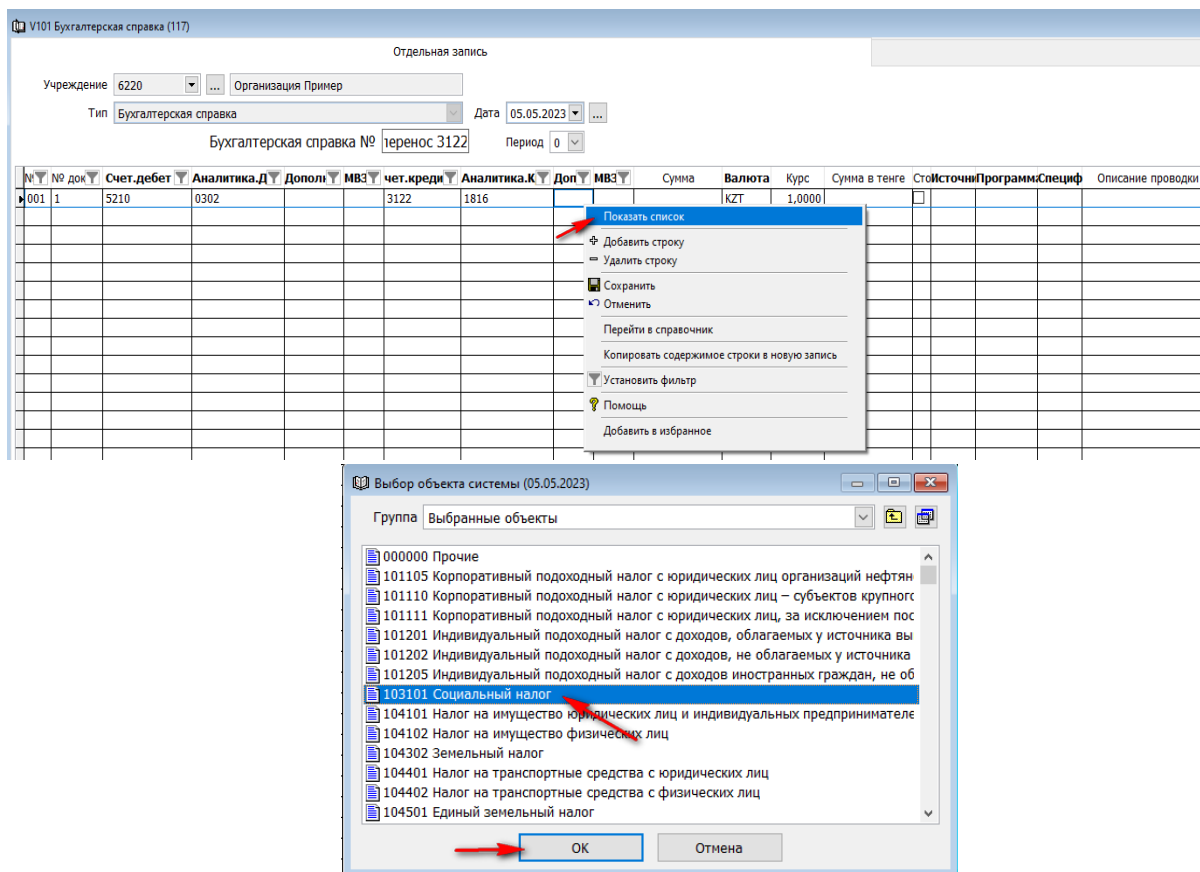 V101 Бухгалтерская справка (117)
Отдельная запись
Учреждение 6220 ... Организация Пример
Тип Бухгалтерская справка Дата 05.05.2023 ...
Бухгалтерская справка № перенос 3122 Период 0
№ № док Счет.дебет Аналитика.Д Дополн МВЗ чет.креди Аналитика.К Доп МВЗ Сумма Валюта Курс Сумма в тенге Сто Источни Программ Специф Описание проводки
001 1 5210 0302 3122 1816 KZT 1,0000
Показать список
Добавить строку
Удалить строку
Сохранить
Отменить
Перейти в справочник
Копировать содержимое строки в новую запись
Установить фильтр
Помощь
Добавить в избранное
Выбор объекта системы (05.05.2023)
Группа Выбранные объекты
000000 Прочие
101105 Корпоративный подоходный налог с юридических лиц организаций нефтян
101110 Корпоративный подоходный налог с юридических лиц – субъектов крупног
101111 Корпоративный подоходный налог с юридических лиц, за исключением пос
101201 Индивидуальный подоходный налог с доходов, облагаемых у источника вы
101202 Индивидуальный подоходный налог с доходов, не облагаемых у источника
101205 Индивидуальный подоходный налог с доходов иностранных граждан, не об
103101 Социальный налог
104101 Налог на имущество юридических лиц и индивидуальных предпринимателе
104102 Налог на имущество физических лиц
104302 Земельный налог
104401 Налог на транспортные средства с юридических лиц
104402 Налог на транспортные средства с физических лиц
104501 Единый земельный налог
OK Отмена